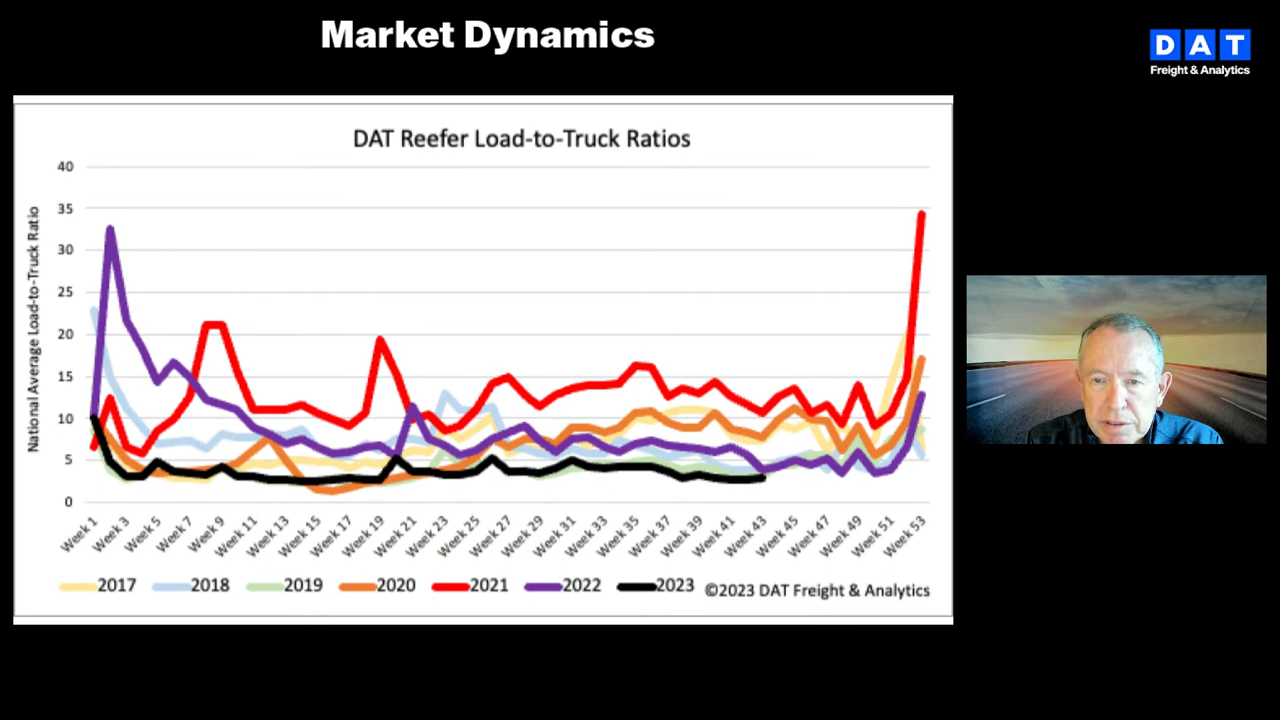 Market Dynamics
DAT
Freight & Analytics
DAT Reefer Load-to-Truck Ratios
National Average Load-to-Truck Ratio
40
35
30
25
20
15
10
5
0
Week 1
Week 3
Week 5
Week 7
Week 9
Week 11
Week 13
Week 15
Week 17
Week 19
Week 21
Week 23
Week 25
Week 27
Week 29
Week 31
Week 33
Week 35
Week 37
Week 39
Week 41
Week 43
Week 45
Week 47
Week 49
Week 51
Week 53
2017 2018 2019 2020 2021 2022 2023 ©2023 DAT Freight & Analytics